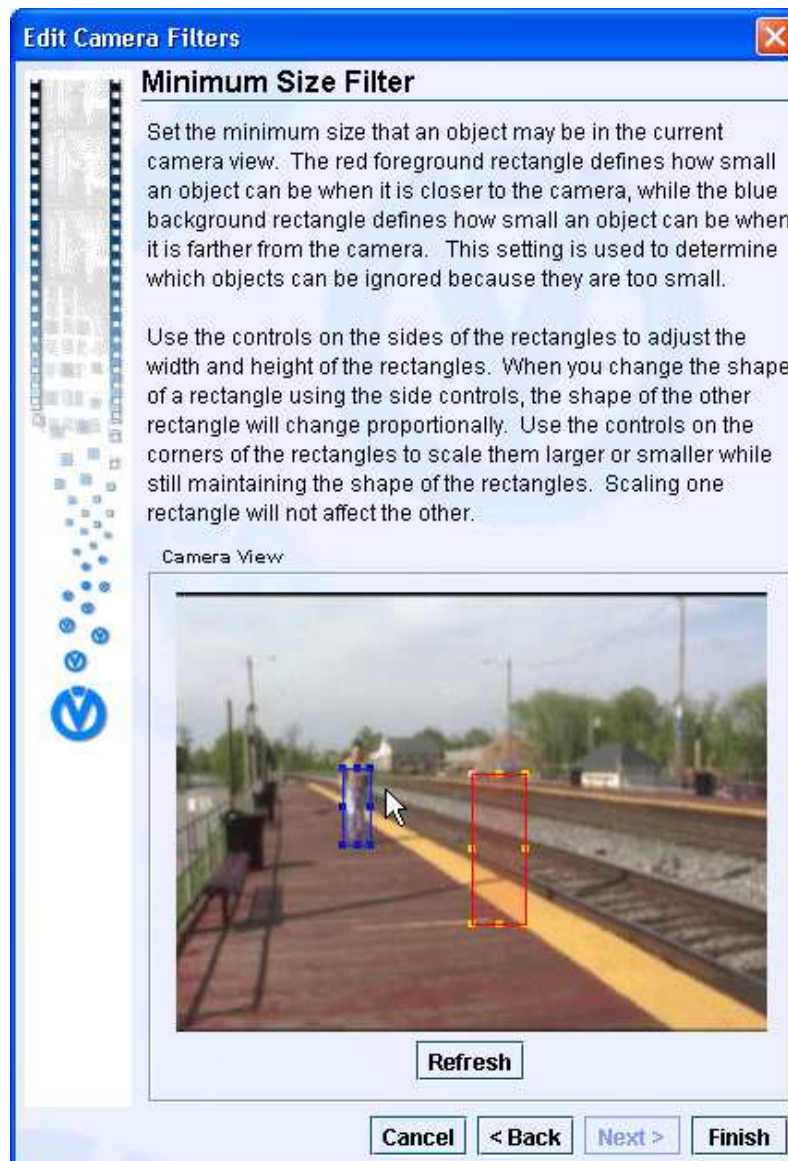 Edit Camera Filters
Minimum Size Filter
Set the minimum size that an object may be in the current
camera view. The red foreground rectangle defines how small
an object can be when it is closer to the camera, while the blue
background rectangle defines how small an object can be when
it is farther from the camera. This setting is used to determine
which objects can be ignored because they are too small.
Use the controls on the sides of the rectangles to adjust the
width and height of the rectangles. When you change the shape
of a rectangle using the side controls, the shape of the other
rectangle will change proportionally. Use the controls on the
corners of the rectangles to scale them larger or smaller while
still maintaining the shape of the rectangles. Scaling one
rectangle will not affect the other.
Camera View
Refresh
Cancel < Back Next > Finish